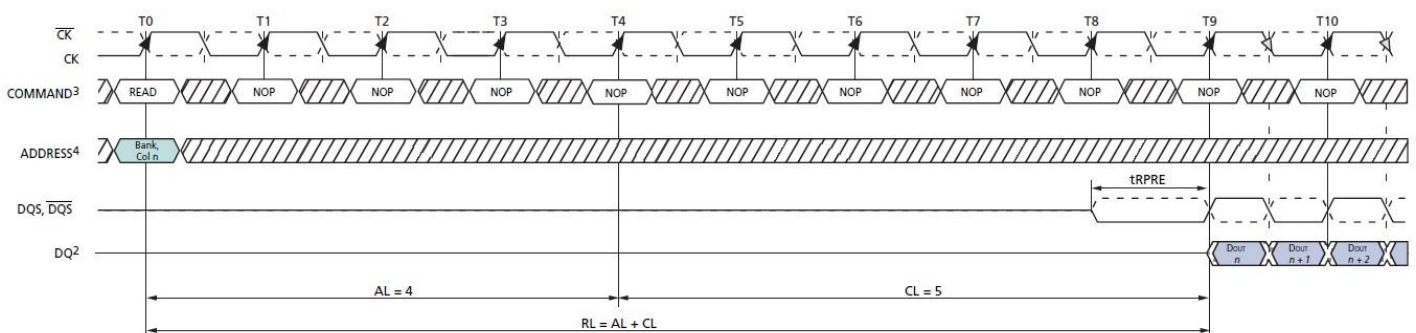 T0 T1 T2 T3 T4 T5 T6 T7 T8 T9 T10
CK
CK
COMMAND3 READ NOP NOP NOP NOP NOP NOP NOP NOP NOP NOP
ADDRESS4 Bank,
Col n
tRPRE
DQS, DQS
DQ2 DOUT DOUT DOUT
n n + 1 n + 2
AL = 4 CL = 5
RL = AL + CL